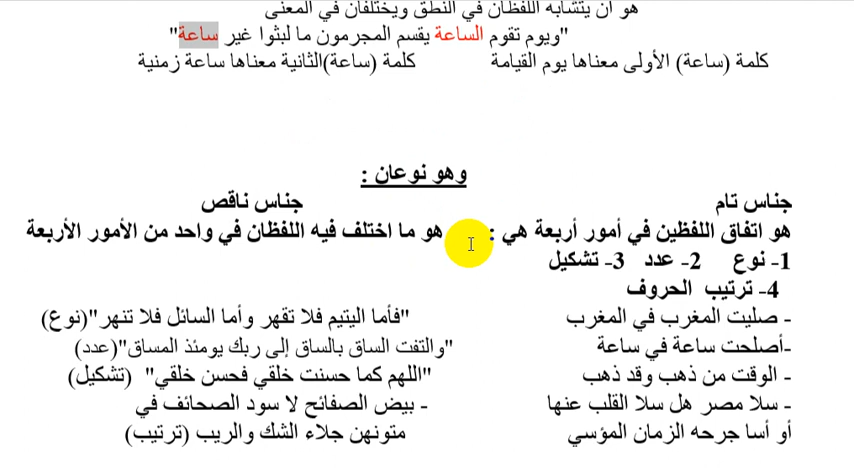 هو أن يتشابه اللفظان في النطق ويختلفان في المعنى
"ويوم تقوم الساعة يقسم المجرمون ما لبثوا غير ساعة"
كلمة (ساعة) الأولى معناها يوم القيامة كلمة (ساعة)الثانية معناها ساعة زمنية
وهو نوعان :
جناس تام
هو اتفاق اللفظين في أمور أربعة هي :
1- نوع 2- عدد 3- تشكيل
4- ترتيب الحروف
- صليت المغرب في المغرب
-أصلحت ساعة في ساعة
- الوقت من ذهب وقد ذهب
- سلا مصر هل سلا القلب عنها
أو أسا جرحه الزمان المؤسي
جناس ناقص
هو ما اختلف فيه اللفظان في واحد من الأمور الأربعة
"فأما اليتيم فلا تقهر وأما السائل فلا تنهر"(نوع)
"والتفت الساق بالساق إلى ربك يومئذ المساق"(عدد)
"اللهم كما حسنت خلقي فحسن خلقي" (تشكيل)
- بيض الصفائح لا سود الصحائف في
متونهن جلاء الشك والريب (ترتيب)